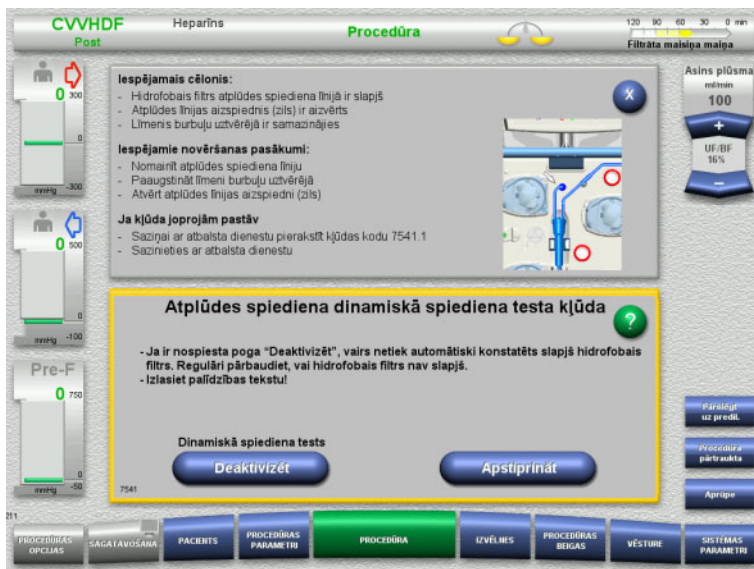 CVVHDF
Post
Heparīns
Procedūra
120 90 60 30 0 min
Filtrāta maisiņa maiņa
0 300
0
mmHg -300
0 500
0
mmHg -100
Pre-F
0 750
0
mmHg -50
Iespējamais cēlonis:
- Hidrofobais filtrs atplūdes spiediena līnijā ir slapjš
- Atplūdes līnijas aizspiednis (zils) ir aizvērts
- Līmenis burbuļu uztvērējā ir samazinājies
Iespējamie novēršanas pasākumi:
- Nomainīt atplūdes spiediena līniju
- Paaugstināt līmeni burbuļu uztvērējā
- Atvērt atplūdes līnijas aizspiedni (zils)
Ja kļūda joprojām pastāv
- Saziņai ar atbalsta dienestu pierakstīt kļūdas kodu 7541.1
- Sazinieties ar atbalsta dienestu
X
Atplūdes spiediena dinamiskā spiediena testa kļūda
?
- Ja ir nospiesta poga "Deaktivizēt", vairs netiek automātiski konstatēts slapjš hidrofobais
filtrs. Regulāri pārbaudiet, vai hidrofobais filtrs nav slapjš.
- Izlasiet palīdzības tekstu!
Dinamiskā spiediena tests
Deaktivizēt
Apstiprināt
7541
Asins plūsma
ml/min
100
+
UF/BF
16%
−
Pārslēgt
uz predil.
Procedūra
pārtraukta
Aprūpe
211
PROCEDŪRAS
OPCIJAS
SAGATAVOŠANA
PACIENTS
PROCEDŪRAS
PARAMETRI
PROCEDŪRA
IZVĒLNES
PROCEDŪRAS
BEIGAS
VĒSTURE
SISTĒMAS
PARAMETRI